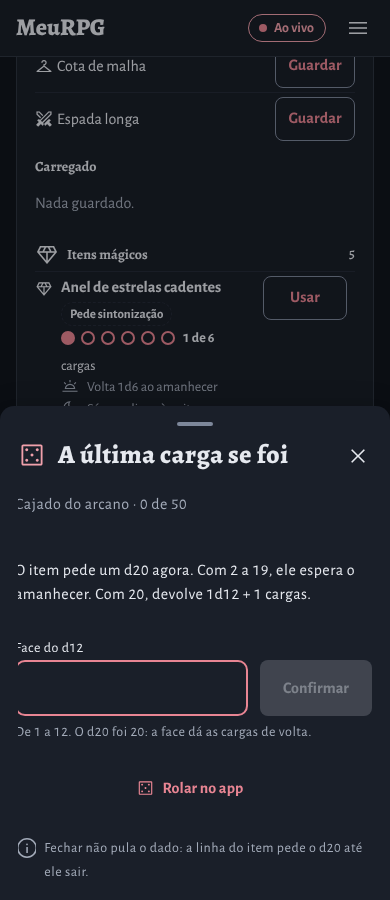 MeuRPG
Ao vivo
Cota de malha
Guardar
Espada longa
Guardar
Carregado
Nada guardado.
Itens mágicos
5
Anel de estrelas cadentes
Usar
Pede sintonização
1 de 6
cargas
Volta 1d6 ao amanhecer
A última carga se foi
Cajado do arcano · 0 de 50
O item pede um d20 agora. Com 2 a 19, ele espera o
amanhecer. Com 20, devolve 1d12 + 1 cargas.
Face do d12
Confirmar
De 1 a 12. O d20 foi 20: a face dá as cargas de volta.
Rolar no app
Fechar não pula o dado: a linha do item pede o d20 até
ele sair.